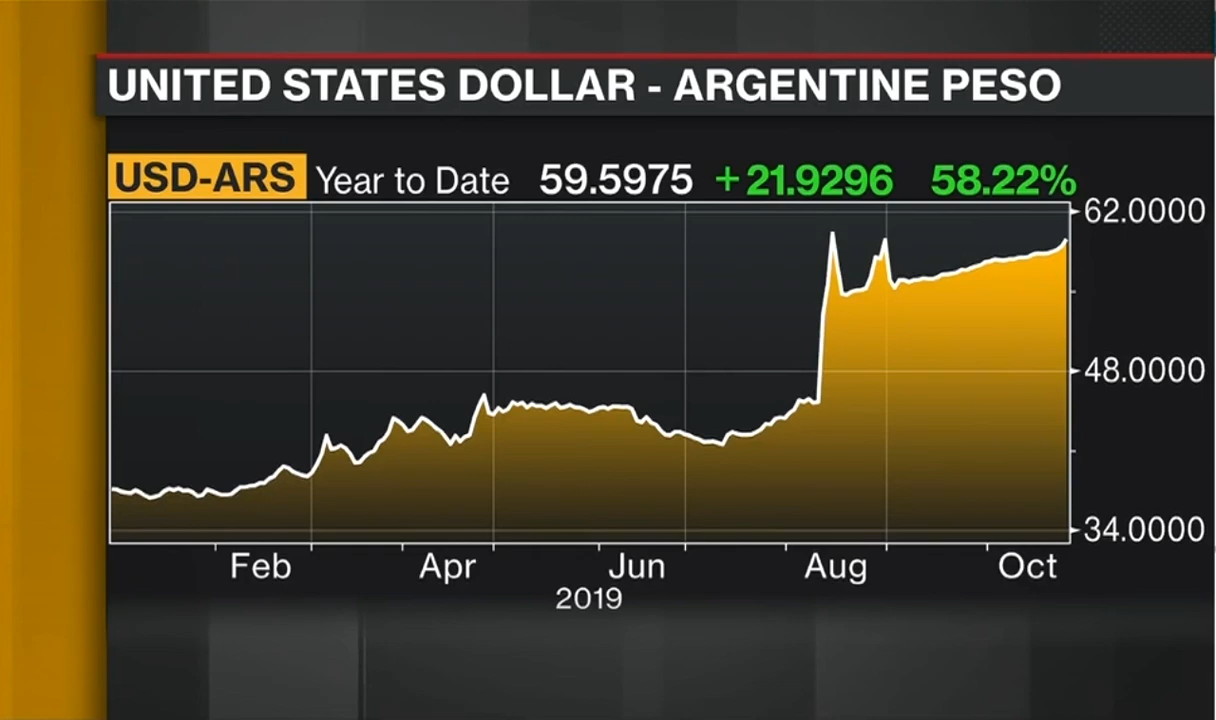 UNITED STATES DOLLAR - ARGENTINE PESO
USD-ARS Year to Date 59.5975 +21.9296 58.22%
62.0000
48.0000
34.0000
Feb Apr Jun Aug Oct
2019